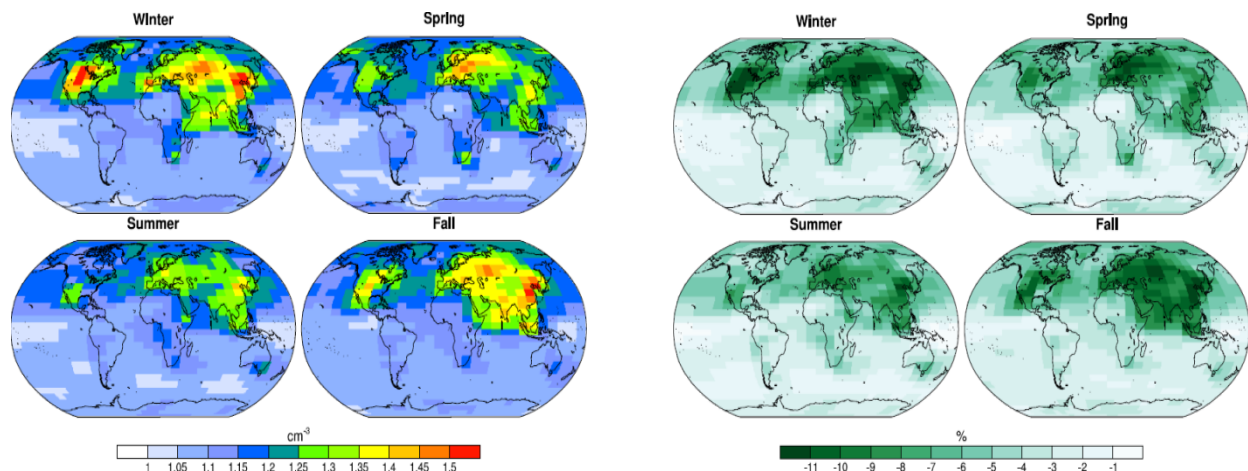 Winter Spring Winter Spring
Summer Fall Summer Fall
cm-3 %
1 1.05 1.1 1.15 1.2 1.25 1.3 1.35 1.4 1.45 1.5 -11 -10 -9 -8 -7 -6 -5 -4 -3 -2 -1